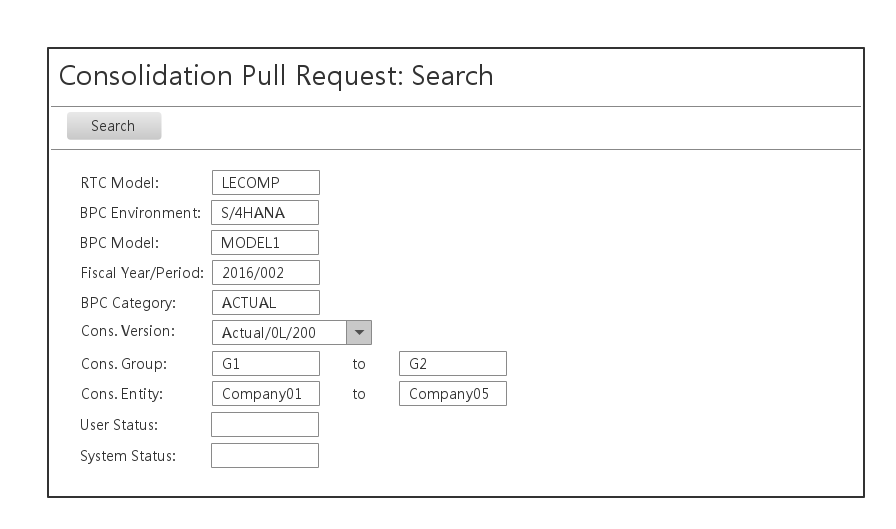 Consolidation Pull Request: Search
Search
RTC Model: LECOMP
BPC Environment: S/4HANA
BPC Model: MODEL1
Fiscal Year/Period: 2016/002
BPC Category: ACTUAL
Cons. Version: Actual/0L/200
Cons. Group: G1 to G2
Cons. Entity: Company01 to Company05
User Status:
System Status: